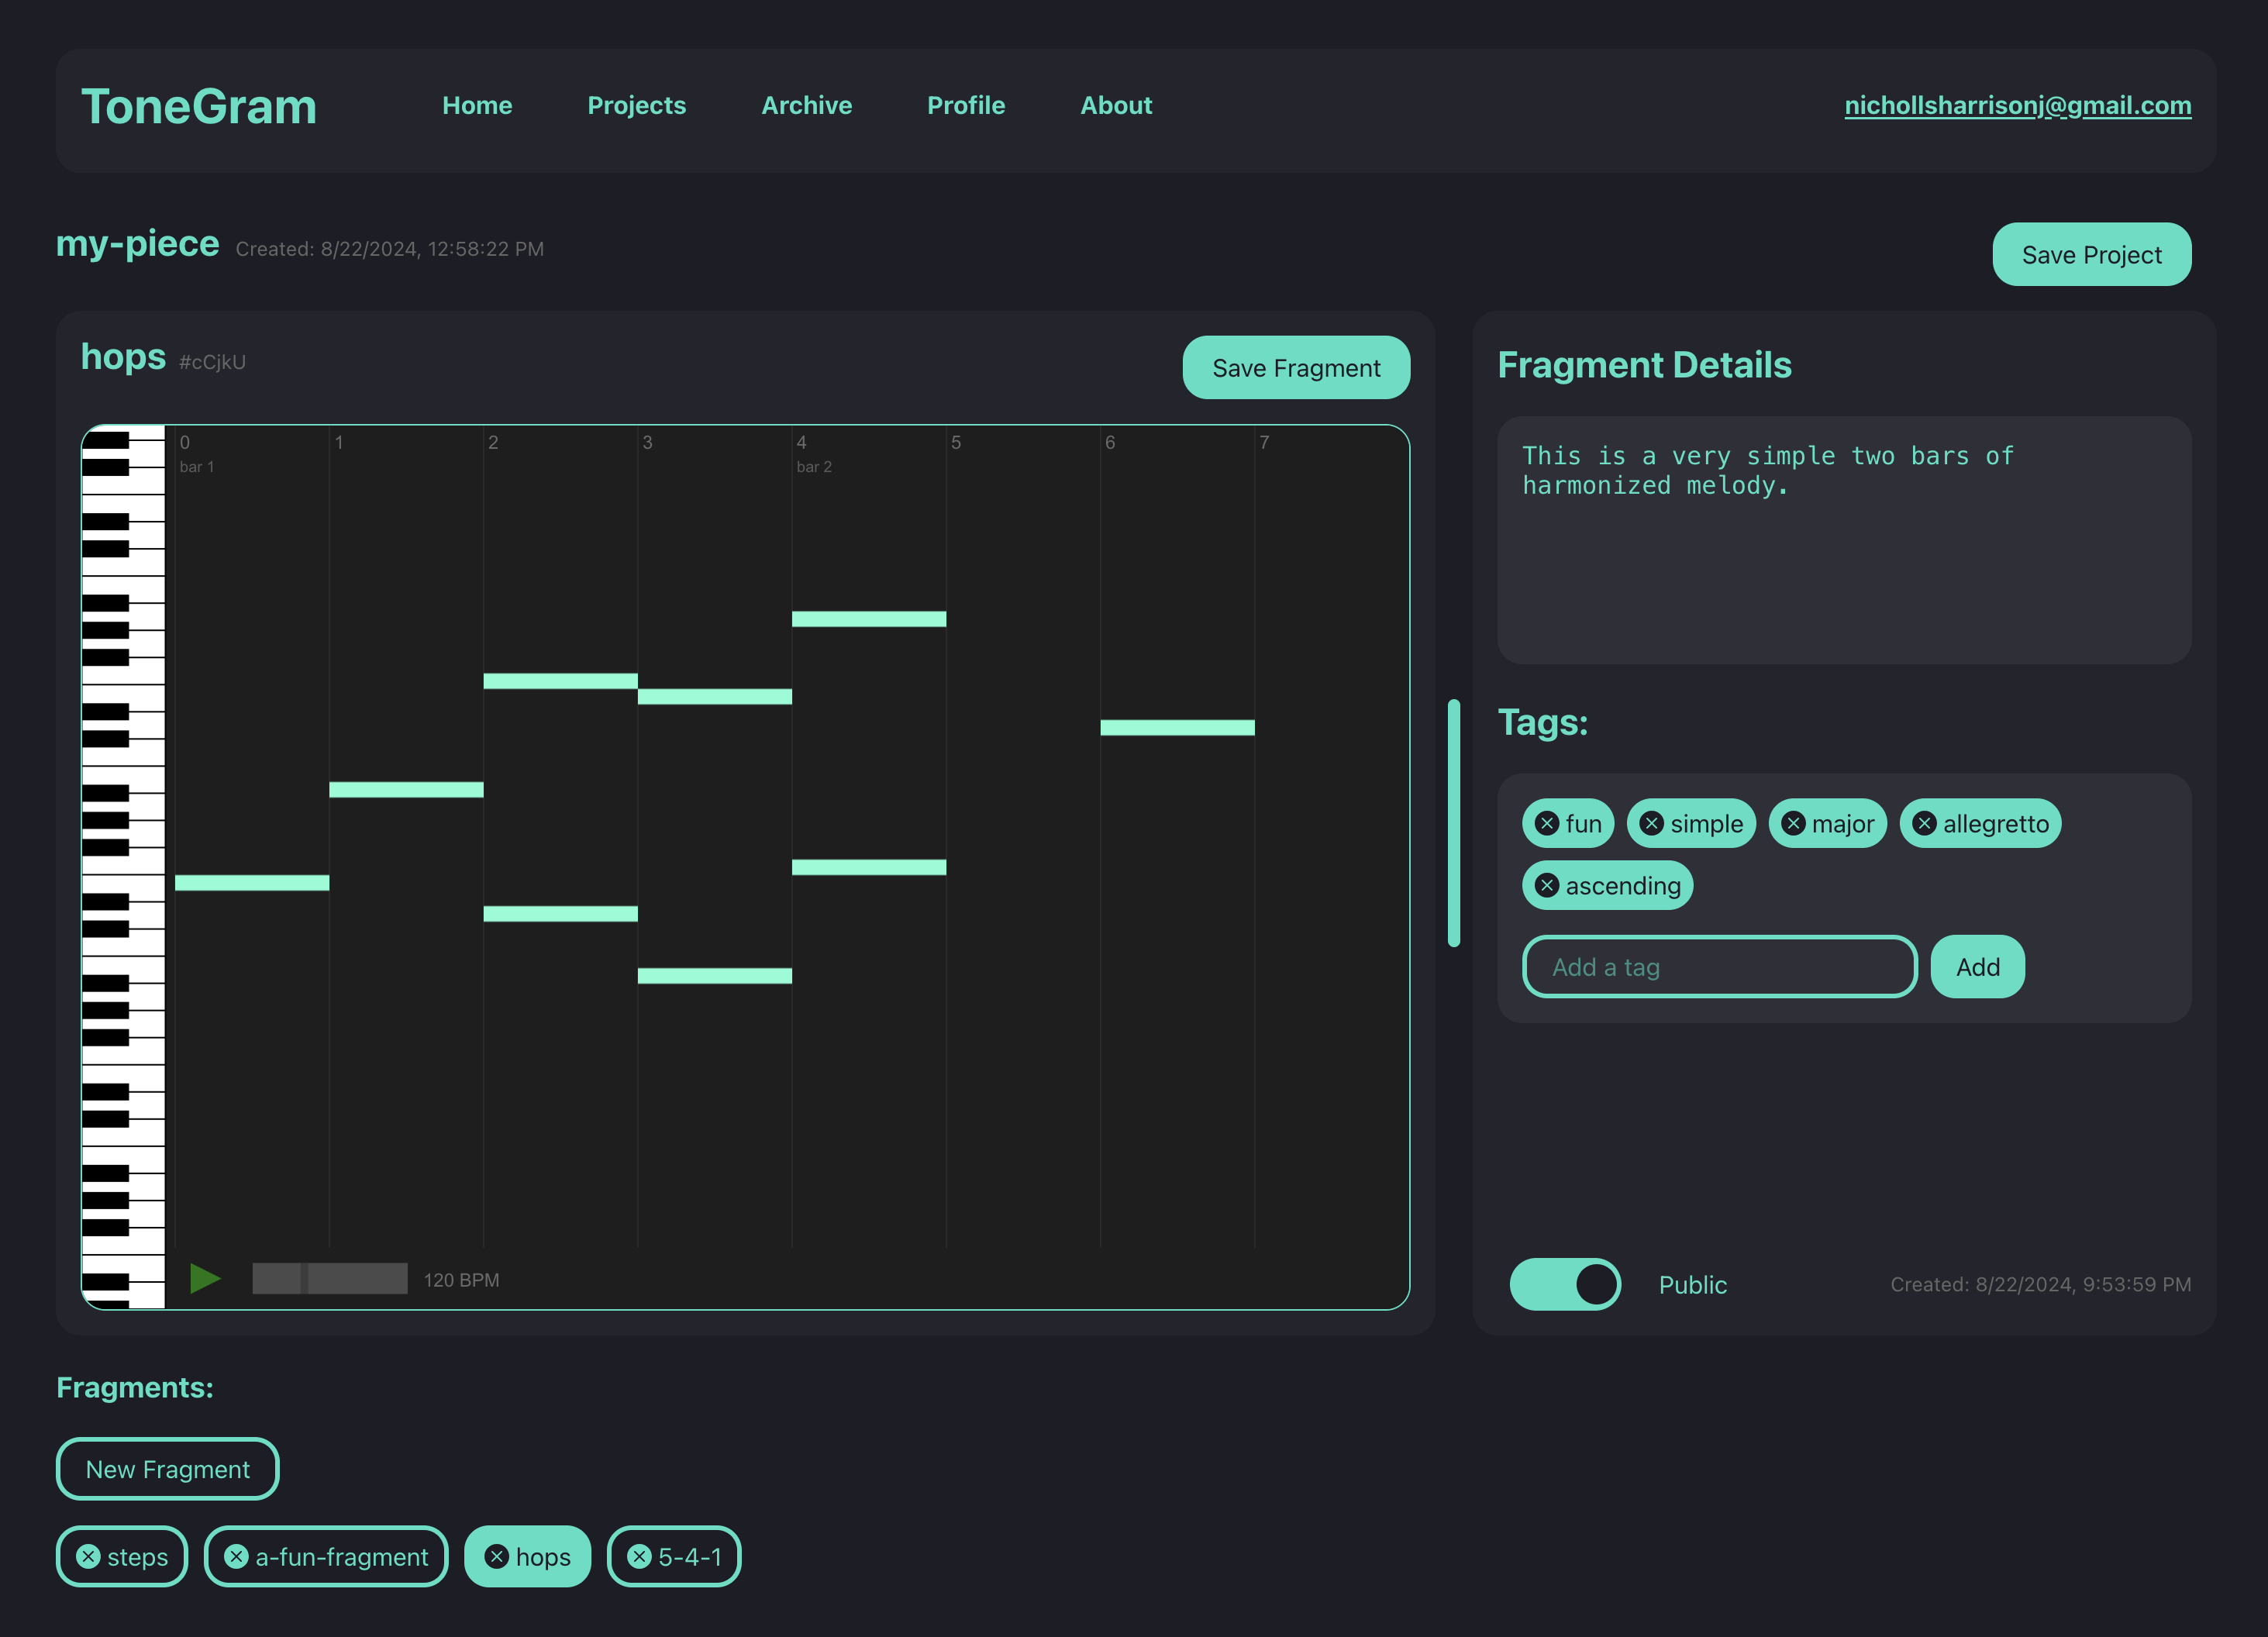 ToneGram Home Projects Archive Profile About nichollsharrisonj@gmail.com
my-piece Created: 8/22/2024, 12:58:22 PM Save Project
hops #cCjkU Save Fragment
0 1 2 3 4 5 6 7
bar 1 bar 2
120 BPM
Fragment Details
This is a very simple two bars of
harmonized melody.
Tags:
fun simple major allegretto
ascending
Add a tag Add
Public Created: 8/22/2024, 9:53:59 PM
Fragments:
New Fragment
steps a-fun-fragment hops 5-4-1